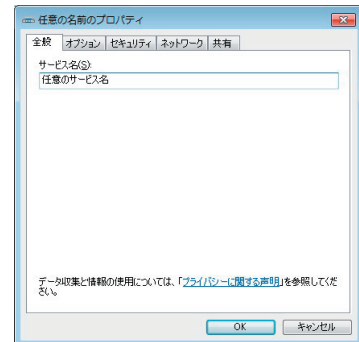 任意の名前のプロパティ
全般 オプション セキュリティ ネットワーク 共有
サービス名(S):
任意のサービス名
データ収集と情報の使用については、「プライバシーに関する声明」を参照してくだ
さい。
OK キャンセル